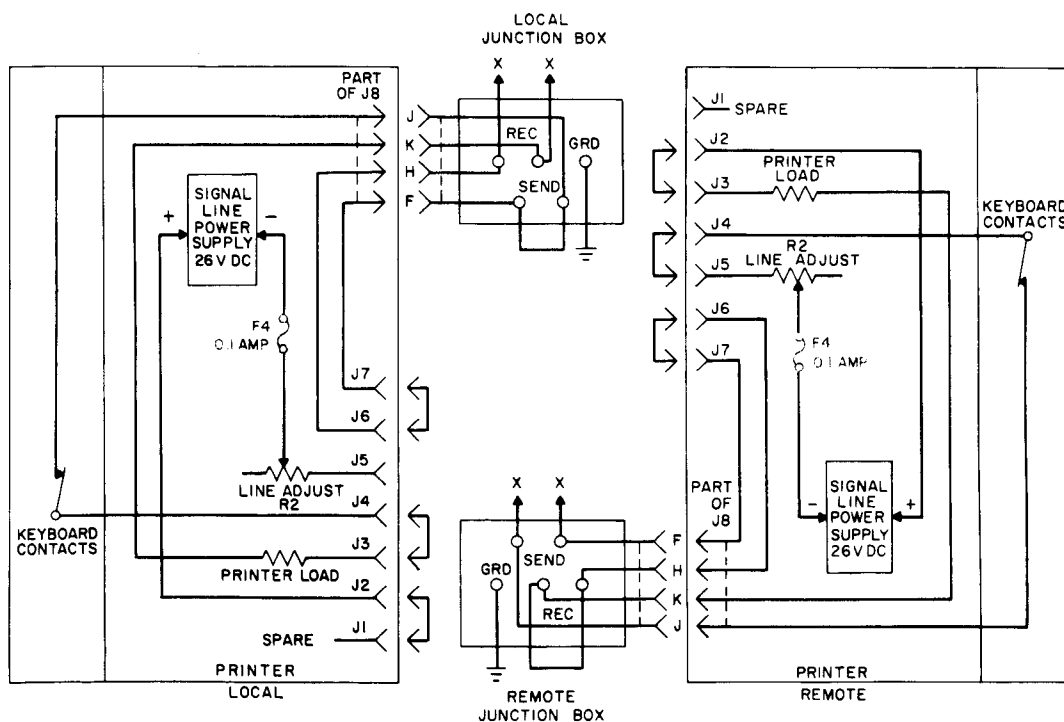 LOCAL
JUNCTION BOX
X
X
PART
OF J8
J
K
H
F
REC
SEND
GRD
SIGNAL
LINE
POWER
SUPPLY
26V DC
+
-
F4
0.1 AMP
J7
J6
J5
LINE ADJUST
R2
J4
J3
PRINTER LOAD
J2
J1
SPARE
KEYBOARD
CONTACTS
PRINTER
LOCAL
J1
SPARE
J2
PRINTER
LOAD
J3
J4
R2
LINE ADJUST
J5
J6
J7
F4
0.1 AMP
KEYBOARD
CONTACTS
SIGNAL
LINE
POWER
SUPPLY
26V DC
-
+
PART
OF
J8
X
X
F
H
K
J
SEND
GRD
REC
REMOTE
JUNCTION BOX
PRINTER
REMOTE